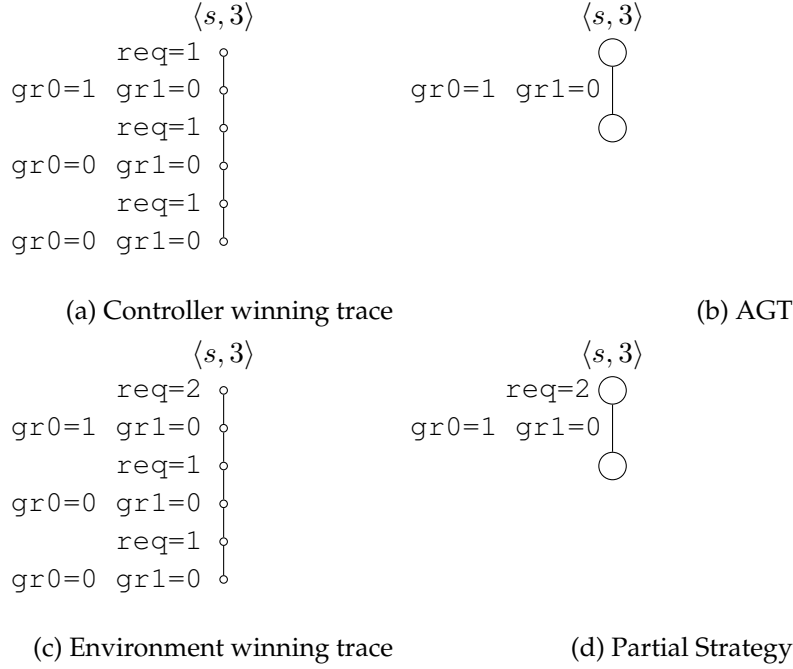 ⟨s, 3⟩ ⟨s, 3⟩
req=1
gr0=1 gr1=0 gr0=1 gr1=0
req=1
gr0=0 gr1=0
req=1
gr0=0 gr1=0
(a) Controller winning trace (b) AGT
⟨s, 3⟩ ⟨s, 3⟩
req=2 req=2
gr0=1 gr1=0 gr0=1 gr1=0
req=1
gr0=0 gr1=0
req=1
gr0=0 gr1=0
(c) Environment winning trace (d) Partial Strategy